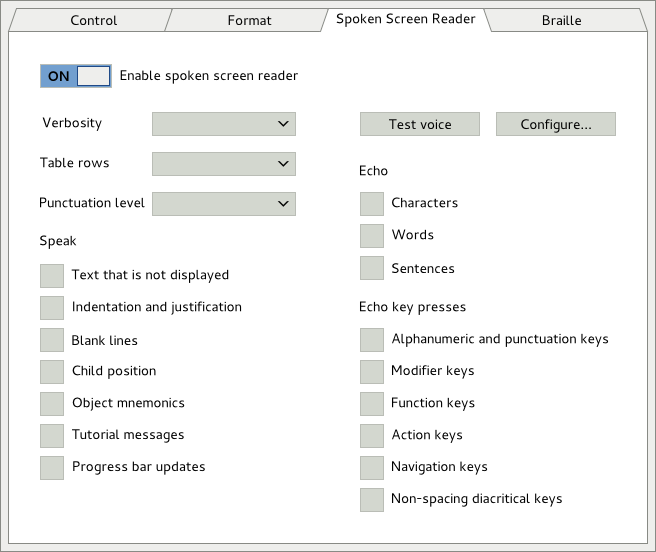 Control
Format
Spoken Screen Reader
Braille
ON
Enable spoken screen reader
Verbosity
Table rows
Punctuation level
Speak
Text that is not displayed
Indentation and justification
Blank lines
Child position
Object mnemonics
Tutorial messages
Progress bar updates
Test voice
Configure...
Echo
Characters
Words
Sentences
Echo key presses
Alphanumeric and punctuation keys
Modifier keys
Function keys
Action keys
Navigation keys
Non-spacing diacritical keys